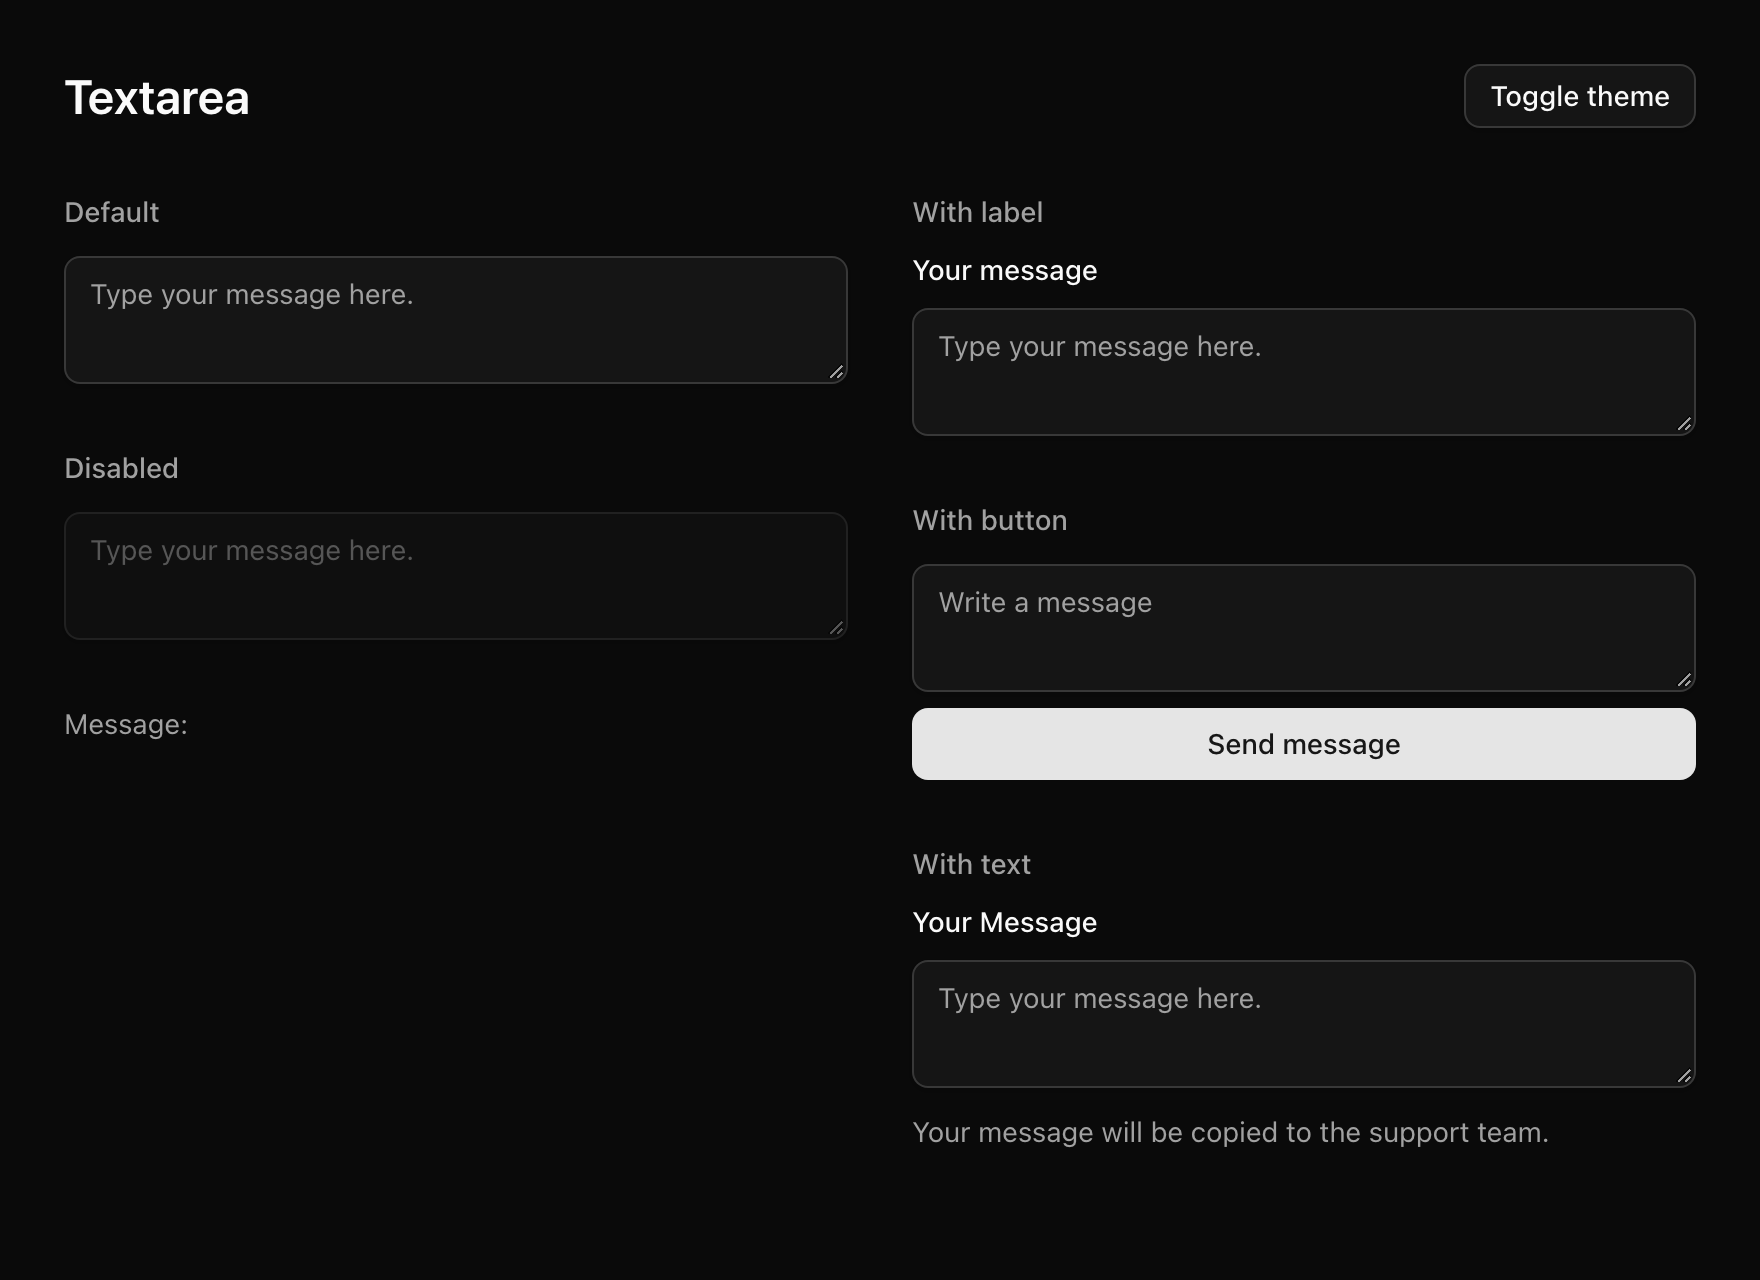 Textarea
Toggle theme
Default
Type your message here.
Disabled
Type your message here.
Message:
With label
Your message
Type your message here.
With button
Write a message
Send message
With text
Your Message
Type your message here.
Your message will be copied to the support team.